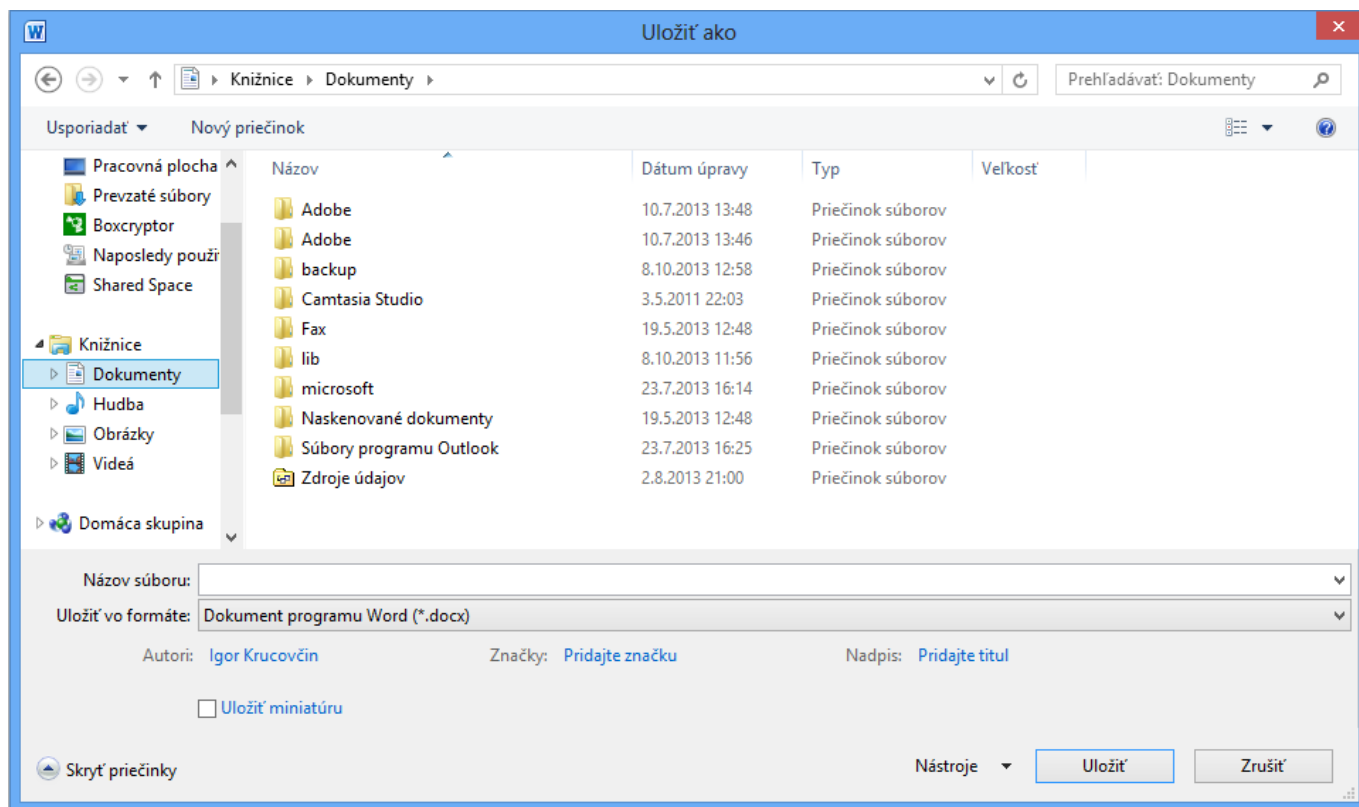 Uložiť ako
Knižnice Dokumenty
Prehľadávať: Dokumenty
Usporiadať Nový priečinok
Pracovná plocha
Prevzaté súbory
Boxcryptor
Naposledy použi
Shared Space
Knižnice
Dokumenty
Hudba
Obrázky
Videá
Domáca skupina
Názov Dátum úpravy Typ Veľkosť
Adobe 10.7.2013 13:48 Priečinok súborov
Adobe 10.7.2013 13:46 Priečinok súborov
backup 8.10.2013 12:58 Priečinok súborov
Camtasia Studio 3.5.2011 22:03 Priečinok súborov
Fax 19.5.2013 12:48 Priečinok súborov
lib 8.10.2013 11:56 Priečinok súborov
microsoft 23.7.2013 16:14 Priečinok súborov
Naskenované dokumenty 19.5.2013 12:48 Priečinok súborov
Súbory programu Outlook 23.7.2013 16:25 Priečinok súborov
Zdroje údajov 2.8.2013 21:00 Priečinok súborov
Názov súboru:
Uložiť vo formáte: Dokument programu Word (*.docx)
Autori: Igor Krucovčin Značky: Pridajte značku Nadpis: Pridajte titul
Uložiť miniatúru
Skryť priečinky Nástroje Uložiť Zrušiť